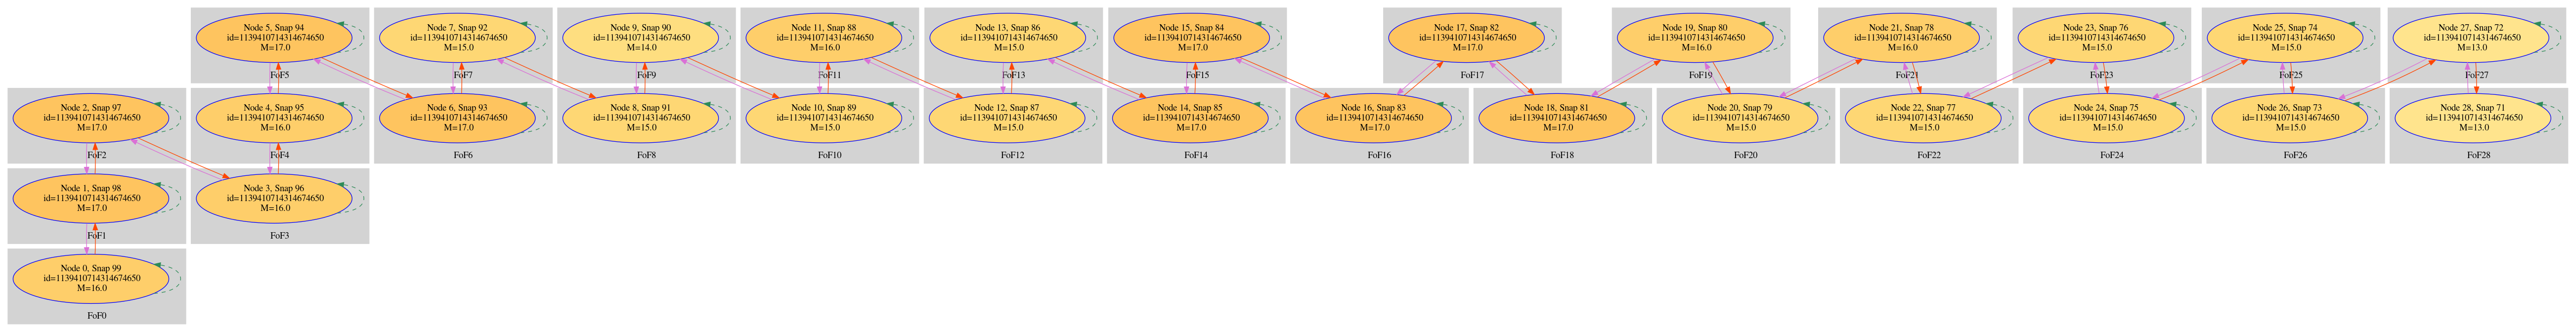 Node 5, Snap 94
id=1139410714314674650
M=17.0
FoF5
Node 7, Snap 92
id=1139410714314674650
M=15.0
FoF7
Node 9, Snap 90
id=1139410714314674650
M=14.0
FoF9
Node 11, Snap 88
id=1139410714314674650
M=16.0
FoF11
Node 13, Snap 86
id=1139410714314674650
M=15.0
FoF13
Node 15, Snap 84
id=1139410714314674650
M=17.0
FoF15
Node 17, Snap 82
id=1139410714314674650
M=17.0
FoF17
Node 19, Snap 80
id=1139410714314674650
M=16.0
FoF19
Node 21, Snap 78
id=1139410714314674650
M=16.0
FoF21
Node 23, Snap 76
id=1139410714314674650
M=15.0
FoF23
Node 25, Snap 74
id=1139410714314674650
M=15.0
FoF25
Node 27, Snap 72
id=1139410714314674650
M=13.0
FoF27
Node 2, Snap 97
id=1139410714314674650
M=17.0
FoF2
Node 4, Snap 95
id=1139410714314674650
M=16.0
FoF4
Node 6, Snap 93
id=1139410714314674650
M=17.0
FoF6
Node 8, Snap 91
id=1139410714314674650
M=15.0
FoF8
Node 10, Snap 89
id=1139410714314674650
M=15.0
FoF10
Node 12, Snap 87
id=1139410714314674650
M=15.0
FoF12
Node 14, Snap 85
id=1139410714314674650
M=17.0
FoF14
Node 16, Snap 83
id=1139410714314674650
M=17.0
FoF16
Node 18, Snap 81
id=1139410714314674650
M=17.0
FoF18
Node 20, Snap 79
id=1139410714314674650
M=15.0
FoF20
Node 22, Snap 77
id=1139410714314674650
M=15.0
FoF22
Node 24, Snap 75
id=1139410714314674650
M=15.0
FoF24
Node 26, Snap 73
id=1139410714314674650
M=15.0
FoF26
Node 28, Snap 71
id=1139410714314674650
M=13.0
FoF28
Node 1, Snap 98
id=1139410714314674650
M=17.0
FoF1
Node 3, Snap 96
id=1139410714314674650
M=16.0
FoF3
Node 0, Snap 99
id=1139410714314674650
M=16.0
FoF0